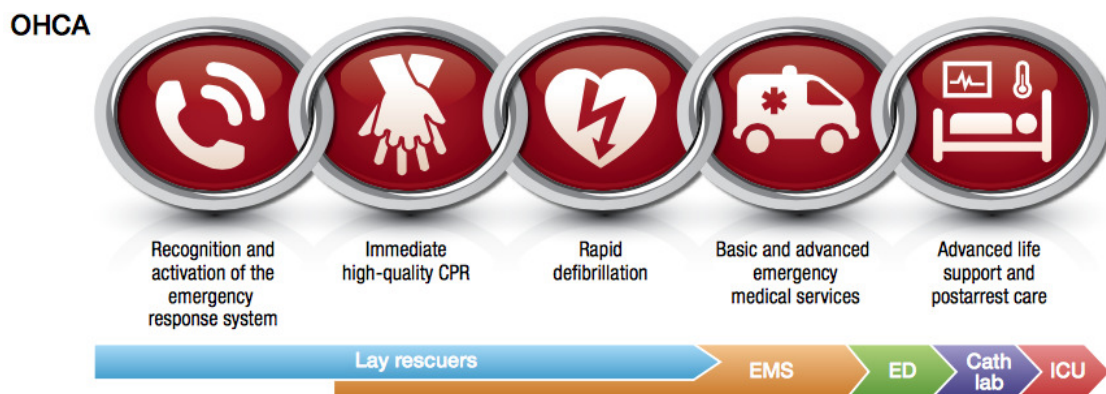 OHCA
Recognition and
activation of the
emergency
response system
Immediate
high-quality CPR
Rapid
defibrillation
Basic and advanced
emergency
medical services
Advanced life
support and
postarrest care
Lay rescuers
EMS
ED
Cath
lab
ICU